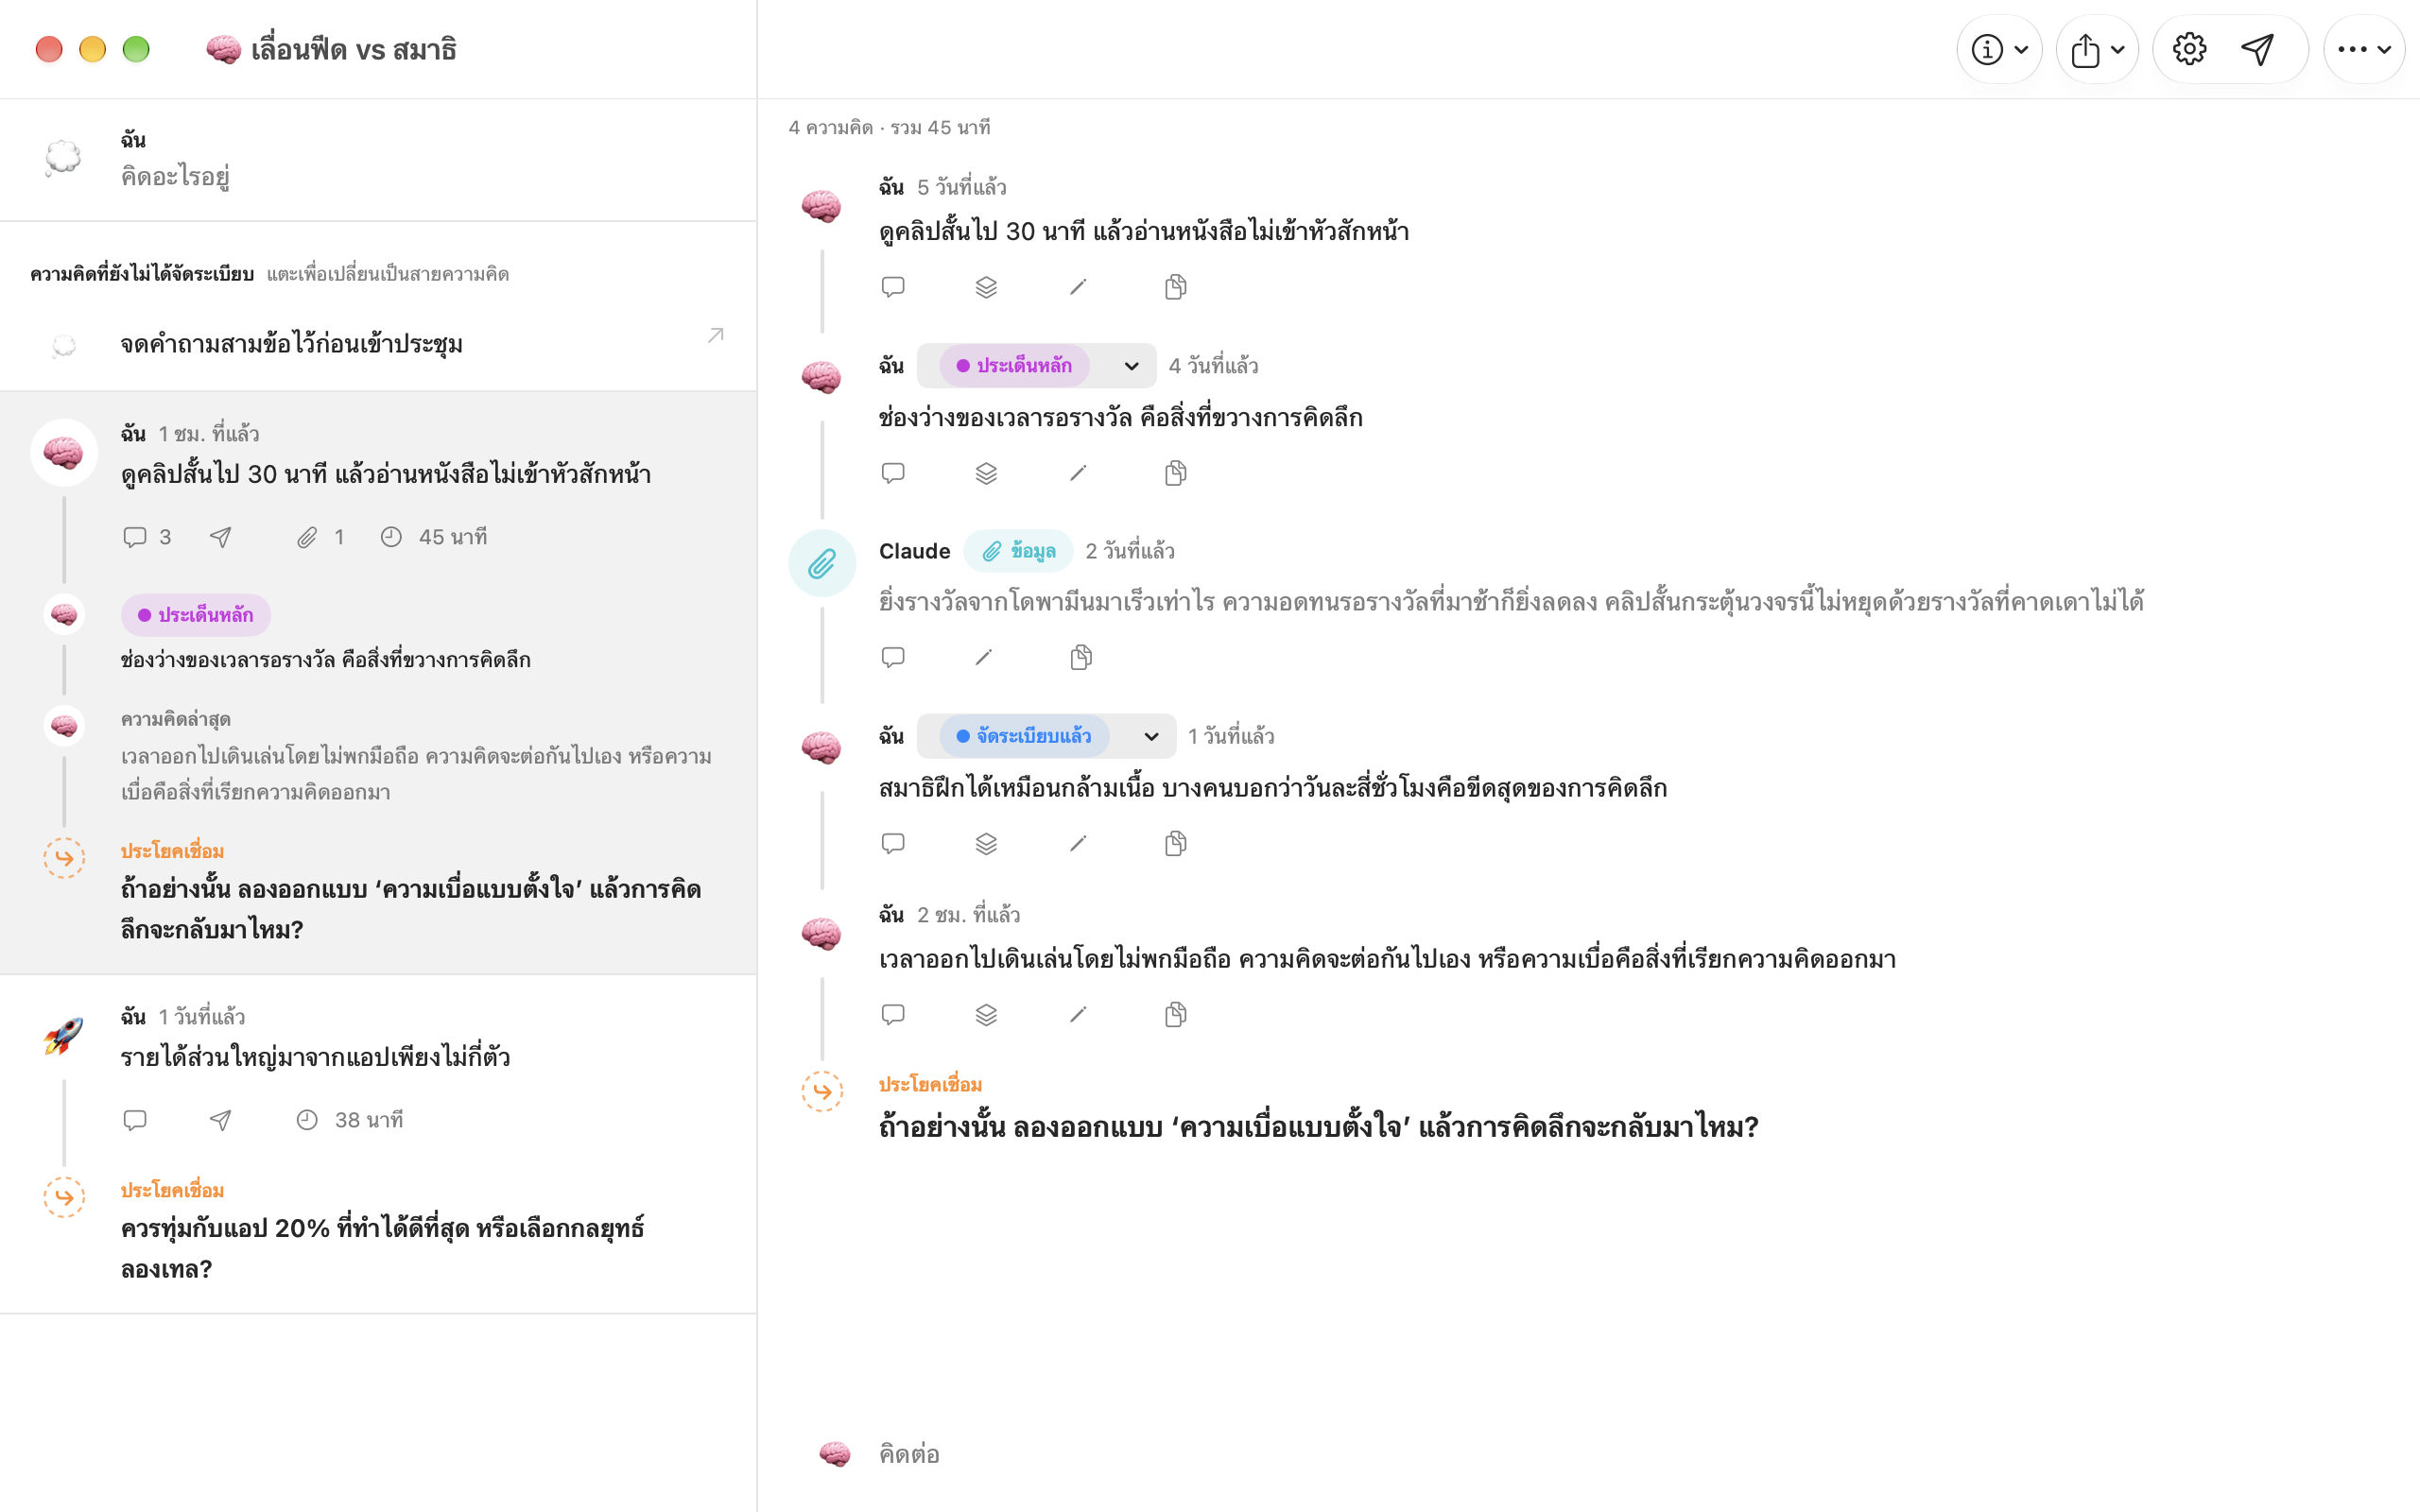 เลื่อนฟีด vs สมาธิ
ฉัน
คิดอะไรอยู่
ความคิดที่ยังไม่ได้จัดระเบียบ แตะเพื่อเปลี่ยนเป็นสายความคิด
จดคำถามสามข้อไว้ก่อนเข้าประชุม
ฉัน 1 ชม. ที่แล้ว
ดูคลิปสั้นไป 30 นาที แล้วอ่านหนังสือไม่เข้าหัวสักหน้า
3 1 45 นาที
ประเด็นหลัก
ช่องว่างของเวลารอรางวัล คือสิ่งที่ขวางการคิดลึก
ความคิดล่าสุด
เวลาออกไปเดินเล่นโดยไม่พกมือถือ ความคิดจะต่อกันไปเอง หรือความ
เบื่อคือสิ่งที่เรียกความคิดออกมา
ประโยคเชื่อม
ถ้าอย่างนั้น ลองออกแบบ ‘ความเบื่อแบบตั้งใจ’ แล้วการคิด
ลึกจะกลับมาไหม?
ฉัน 1 วันที่แล้ว
รายได้ส่วนใหญ่มาจากแอปเพียงไม่กี่ตัว
38 นาที
ประโยคเชื่อม
ควรทุ่มกับแอป 20% ที่ทำได้ดีที่สุด หรือเลือกกลยุทธ์
ลองเทล?
4 ความคิด · รวม 45 นาที
ฉัน 5 วันที่แล้ว
ดูคลิปสั้นไป 30 นาที แล้วอ่านหนังสือไม่เข้าหัวสักหน้า
ฉัน ประเด็นหลัก 4 วันที่แล้ว
ช่องว่างของเวลารอรางวัล คือสิ่งที่ขวางการคิดลึก
Claude ข้อมูล 2 วันที่แล้ว
ยิ่งรางวัลจากโดพามีนมาเร็วเท่าไร ความอดทนรอรางวัลที่มาช้าก็ยิ่งลดลง คลิปสั้นกระตุ้นวงจรนี้ไม่หยุดด้วยรางวัลที่คาดเดาไม่ได้
ฉัน จัดระเบียบแล้ว 1 วันที่แล้ว
สมาธิฝึกได้เหมือนกล้ามเนื้อ บางคนบอกว่าวันละสี่ชั่วโมงคือขีดสุดของการคิดลึก
ฉัน 2 ชม. ที่แล้ว
เวลาออกไปเดินเล่นโดยไม่พกมือถือ ความคิดจะต่อกันไปเอง หรือความเบื่อคือสิ่งที่เรียกความคิดออกมา
ประโยคเชื่อม
ถ้าอย่างนั้น ลองออกแบบ ‘ความเบื่อแบบตั้งใจ’ แล้วการคิดลึกจะกลับมาไหม?
คิดต่อ